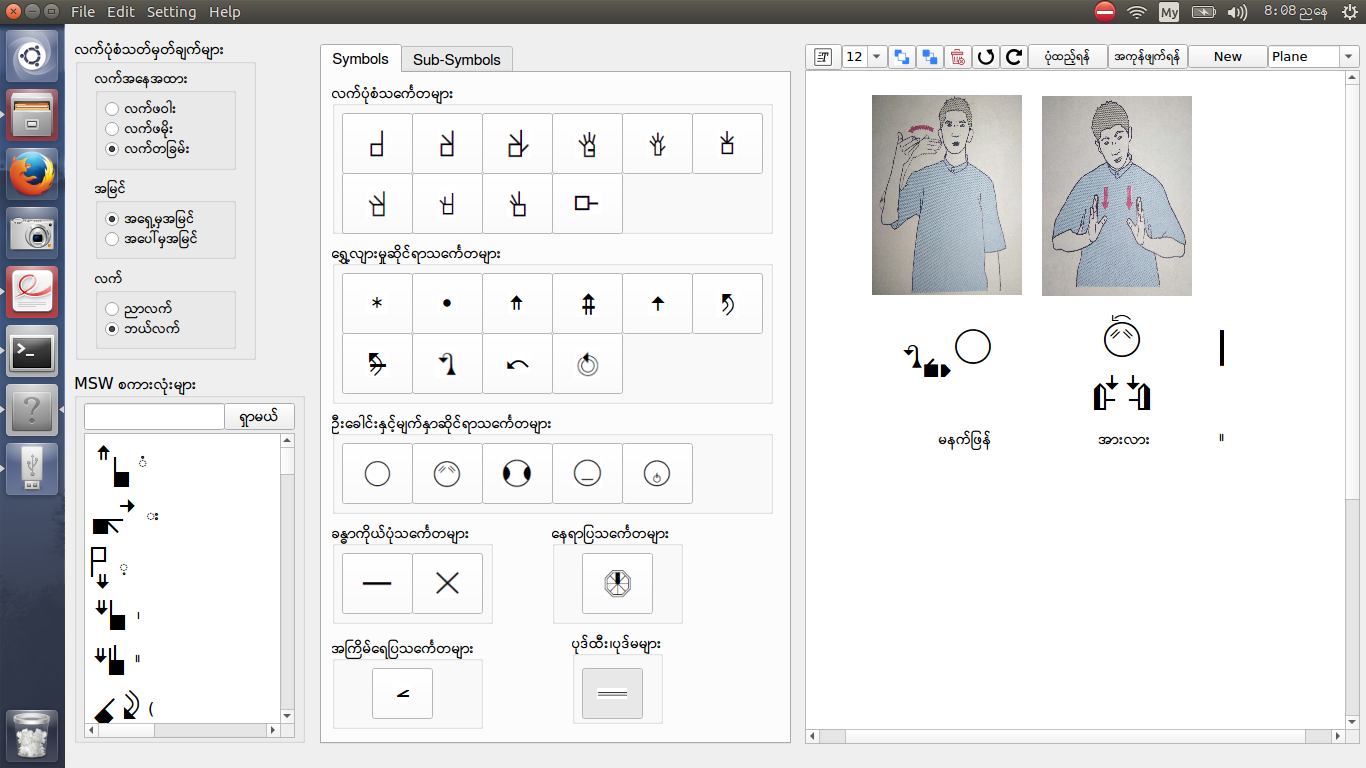 File Edit Setting Help
My
8:08ညနေ
လက်ပုံစံသတ်မှတ်ချက်များ
လက်အနေအထား
လက်ဖဝါး
လက်ဖမိုး
လက်တခြမ်း
အမြင်
အရှေ့မှအမြင်
အပေါ်မှအမြင်
လက်
ညာလက်
ဘယ်လက်
MSW စကားလုံးများ
ရှာမယ်
ံ
း
့
၊
။
(
Symbols
Sub-Symbols
လက်ပုံစံသင်္ကေတများ
ရွှေ့လျားမှုဆိုင်ရာသင်္ကေတများ
ဦးခေါင်းနှင့်မျက်နှာဆိုင်ရာသင်္ကေတများ
ခန္ဓာကိုယ်ပုံသင်္ကေတများ
နေရာပြသင်္ကေတများ
အကြိမ်ရေပြသင်္ကေတများ
ပုဒ်ထီး၊ပုဒ်မများ
12
ပုံထည့်ရန်
အကုန်ဖျက်ရန်
New
Plane
မနက်ဖြန်
အားလား
။